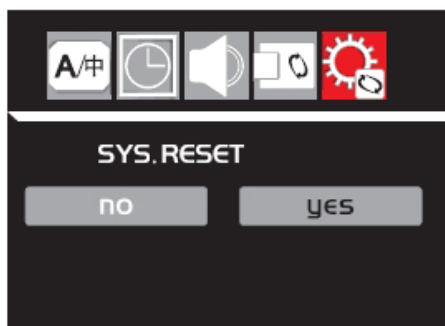 A/中
SYS.RESET
no
yes